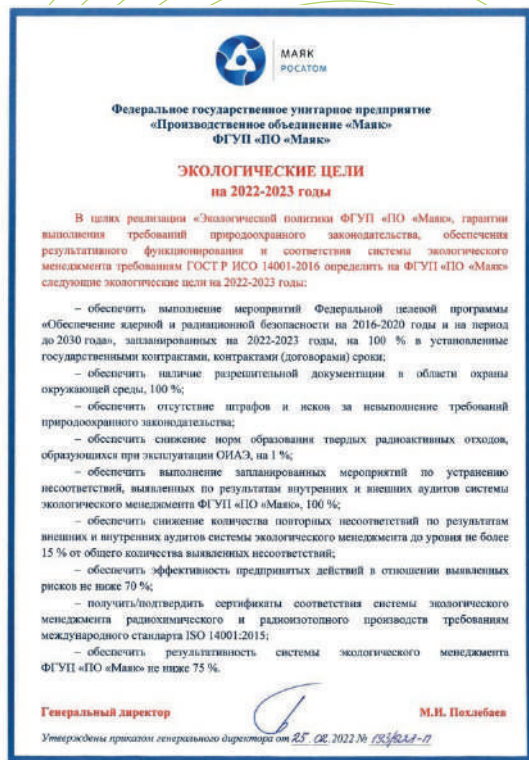 МАЯК
РОСАТОМ
Федеральное государственное унитарное предприятие
«Производственное объединение «Маяк»
ФГУП «ПО «Маяк»
ЭКОЛОГИЧЕСКИЕ ЦЕЛИ
на 2022-2023 годы
В целях реализации «Экологической политики ФГУП «ПО «Маяк», гарантии
выполнения требований природоохранного законодательства, обеспечения
результативного функционирования и соответствия системы экологического
менеджмента требованиям ГОСТ Р ИСО 14001-2016 определить на ФГУП «ПО «Маяк»
следующие экологические цели на 2022-2023 годы:
– обеспечить выполнение мероприятий Федеральной целевой программы
«Обеспечение ядерной и радиационной безопасности на 2016-2020 годы и на период
до 2030 года», запланированных на 2022-2023 годы, на 100 % в установленные
государственными контрактами, контрактами (договорами) сроки;
– обеспечить наличие разрешительной документации в области охраны
окружающей среды, 100 %;
– обеспечить отсутствие штрафов и исков за невыполнение требований
природоохранного законодательства;
– обеспечить снижение норм образования твердых радиоактивных отходов,
образующихся при эксплуатации ОИАЭ, на 1 %;
– обеспечить выполнение запланированных мероприятий по устранению
несоответствий, выявленных по результатам внутренних и внешних аудитов системы
экологического менеджмента ФГУП «ПО «Маяк», 100 %;
– обеспечить снижение количества повторных несоответствий по результатам
внешних и внутренних аудитов системы экологического менеджмента до уровня не более
15 % от общего количества выявленных несоответствий;
– обеспечить эффективность предпринятых действий в отношении выявленных
рисков не ниже 70 %;
– получить/подтвердить сертификаты соответствия системы экологического
менеджмента радиохимического и радиоизотопного производств требованиям
международного стандарта ISO 14001:2015;
– обеспечить результативность системы экологического менеджмента
ФГУП «ПО «Маяк» не ниже 75 %.
Генеральный директор М.И. Похлебаев
Утверждены приказом генерального директора от 25.02.2022 №